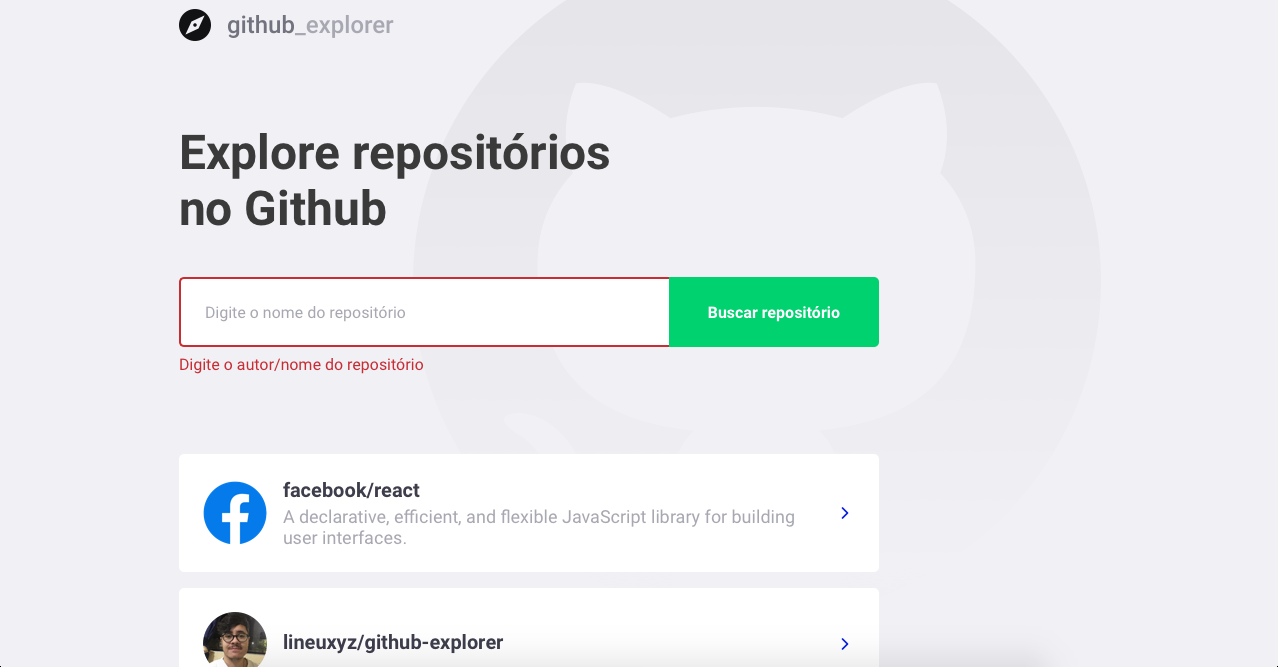 github_explorer
Explore repositórios
no Github
Digite o nome do repositório
Buscar repositório
Digite o autor/nome do repositório
facebook/react
A declarative, efficient, and flexible JavaScript library for building
user interfaces.
lineuxyz/github-explorer